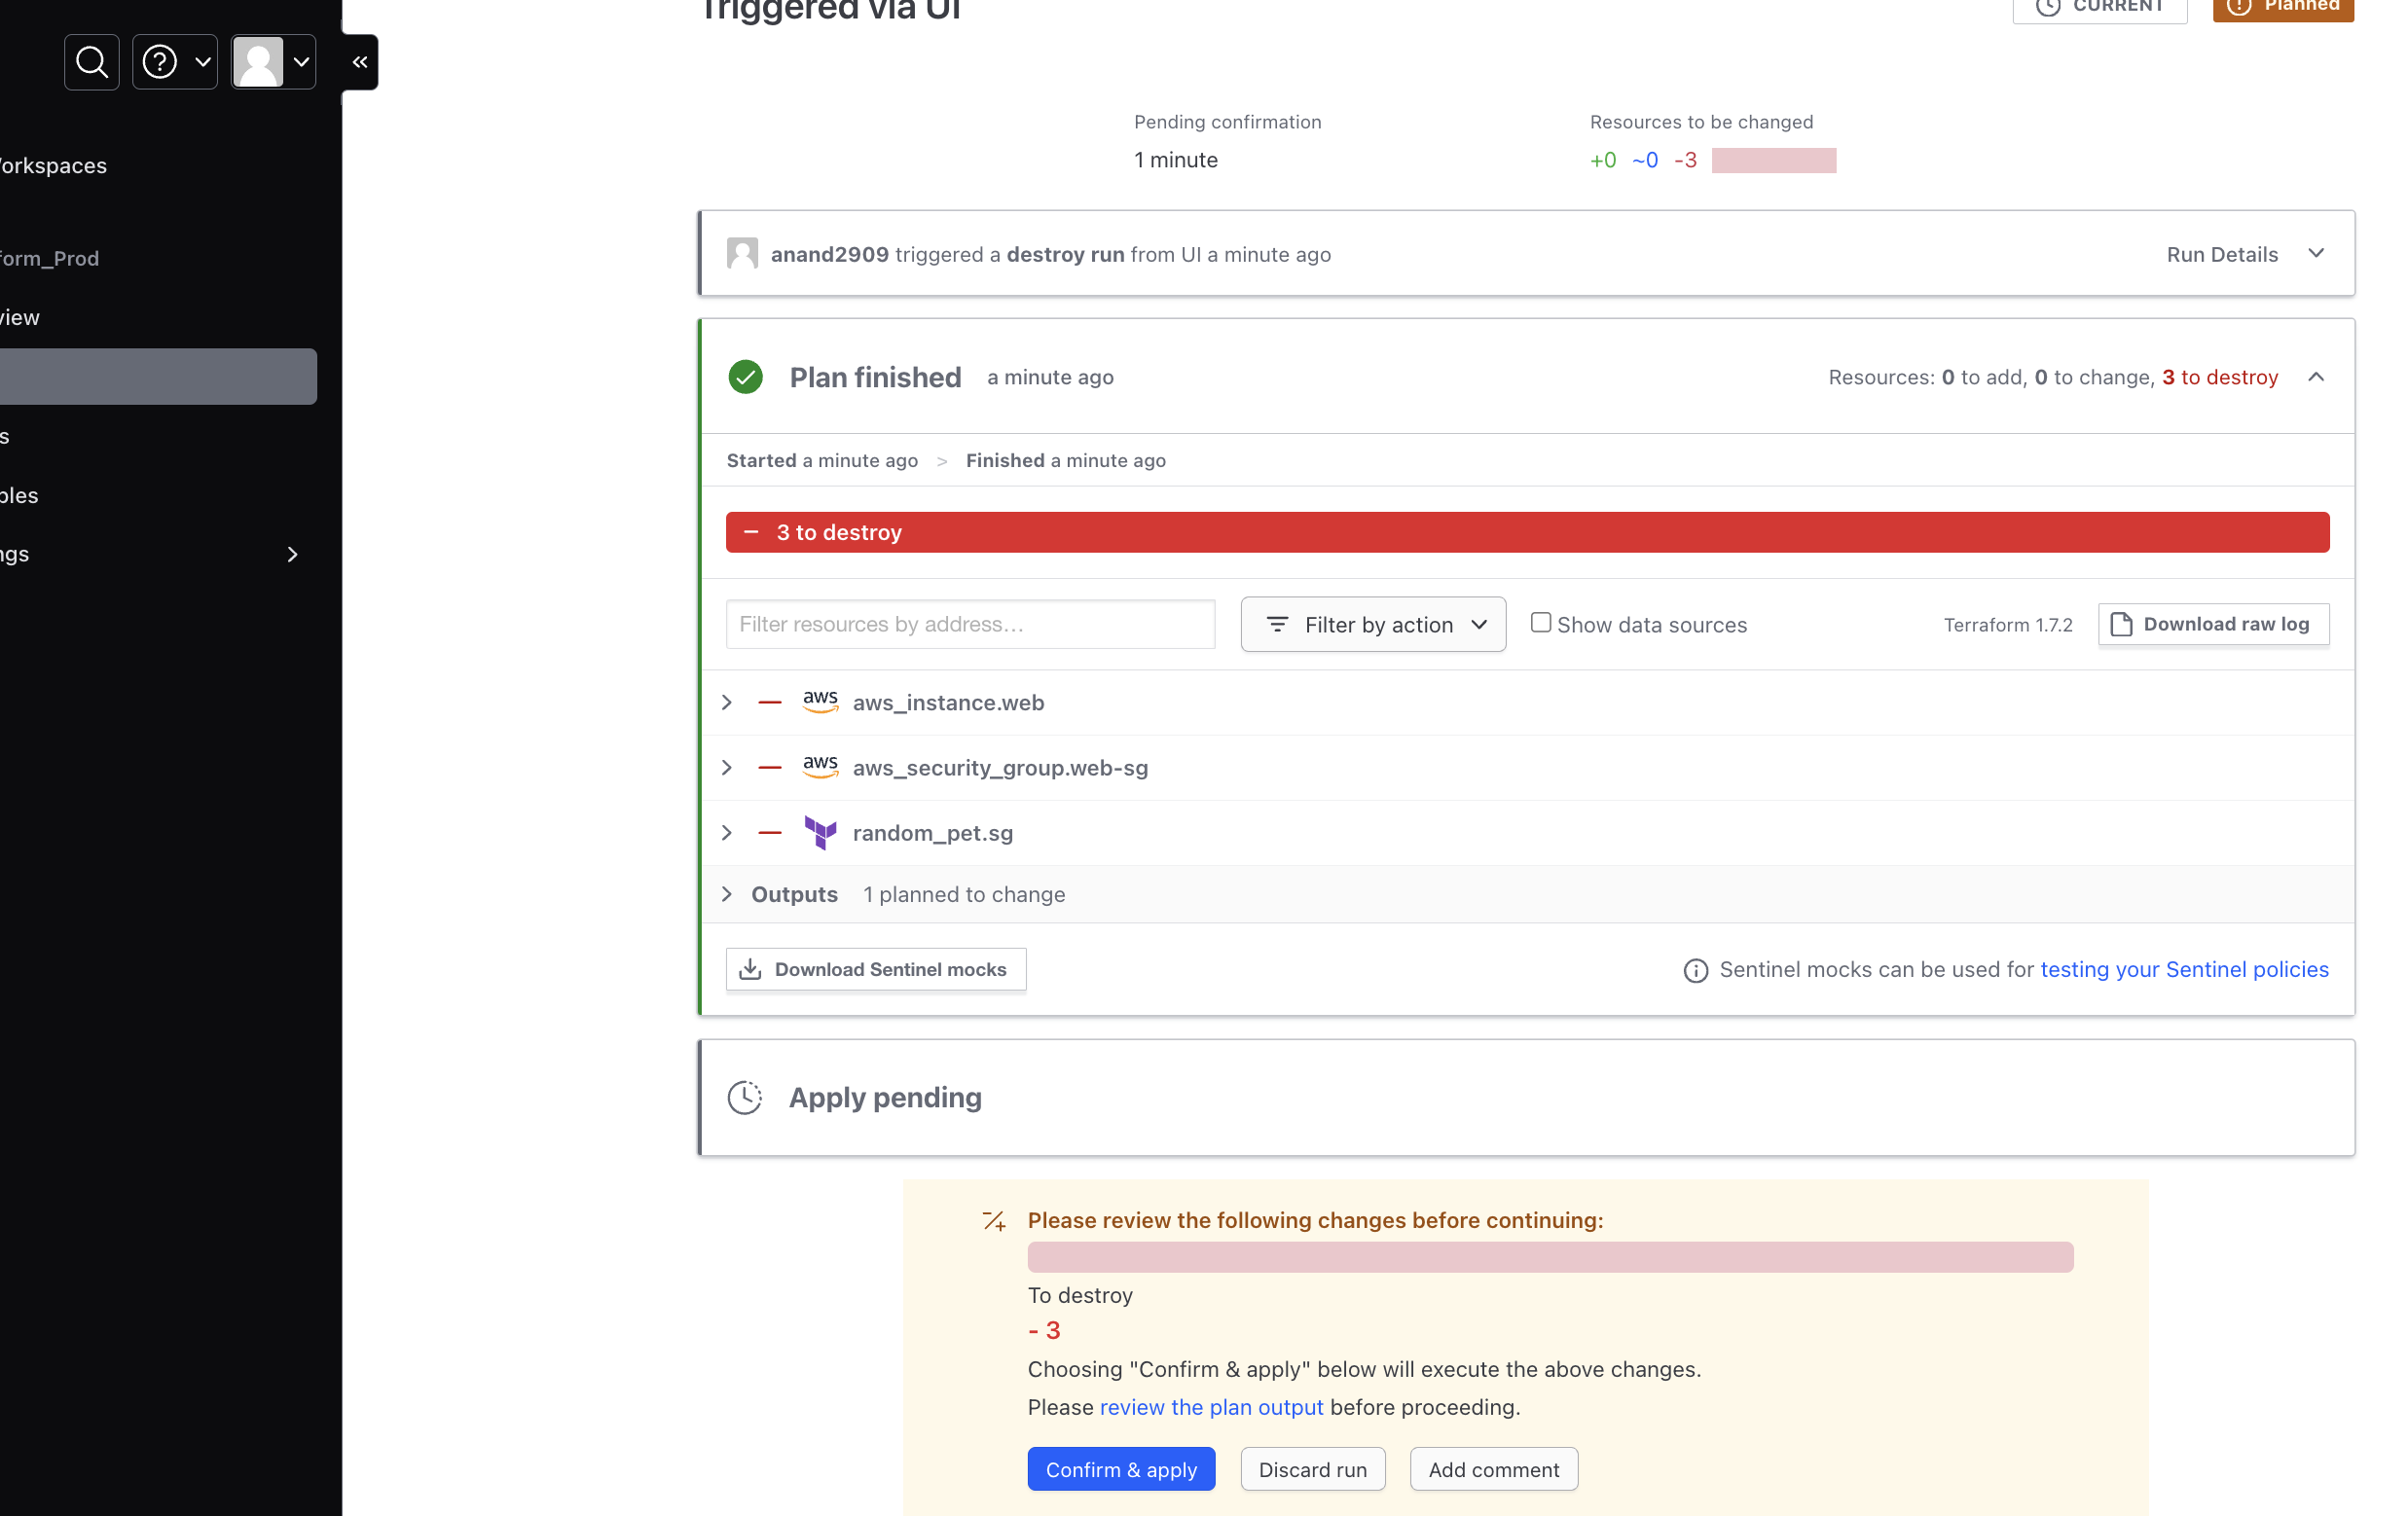 Triggered via UI
CURRENT
Planned
orkspaces
form_Prod
view
s
bles
ngs
Pending confirmation
1 minute
Resources to be changed
+0 ~0 -3
anand2909 triggered a destroy run from UI a minute ago
Run Details
Plan finished a minute ago
Resources: 0 to add, 0 to change, 3 to destroy
Started a minute ago > Finished a minute ago
− 3 to destroy
Filter resources by address...
Filter by action
Show data sources
Terraform 1.7.2
Download raw log
aws aws_instance.web
aws aws_security_group.web-sg
random_pet.sg
Outputs 1 planned to change
Download Sentinel mocks
Sentinel mocks can be used for testing your Sentinel policies
Apply pending
Please review the following changes before continuing:
To destroy
- 3
Choosing "Confirm & apply" below will execute the above changes.
Please review the plan output before proceeding.
Confirm & apply
Discard run
Add comment